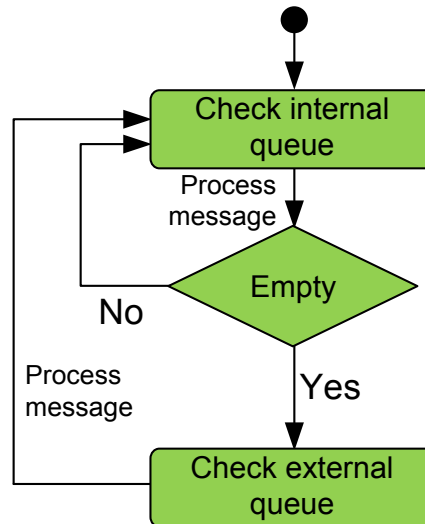 Check internal
queue
Process
message
Empty
No
Yes
Process
message
Check external
queue